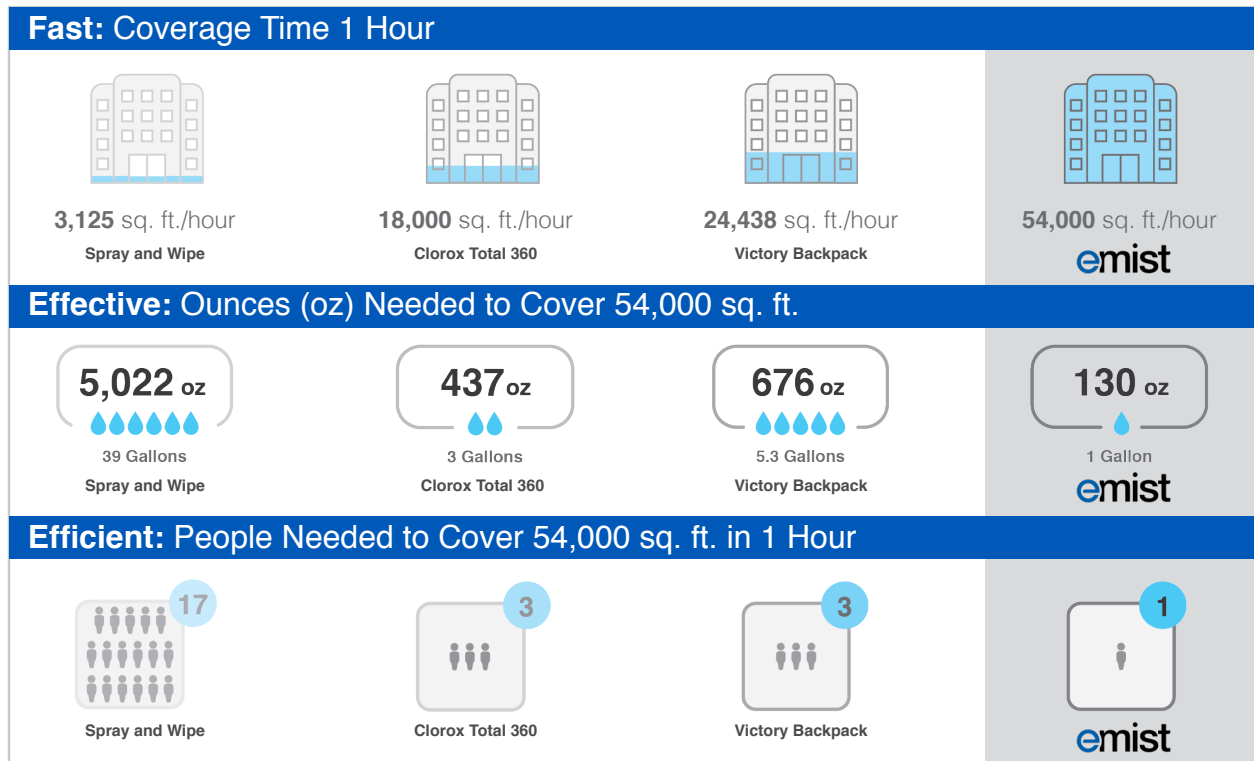 Fast: Coverage Time 1 Hour
3,125 sq. ft./hour
18,000 sq. ft./hour
24,438 sq. ft./hour
54,000 sq. ft./hour
Spray and Wipe
Clorox Total 360
Victory Backpack
emist
Effective: Ounces (oz) Needed to Cover 54,000 sq. ft.
5,022 oz
437 oz
676 oz
130 oz
39 Gallons
3 Gallons
5.3 Gallons
1 Gallon
Spray and Wipe
Clorox Total 360
Victory Backpack
emist
Efficient: People Needed to Cover 54,000 sq. ft. in 1 Hour
17
3
3
1
Spray and Wipe
Clorox Total 360
Victory Backpack
emist